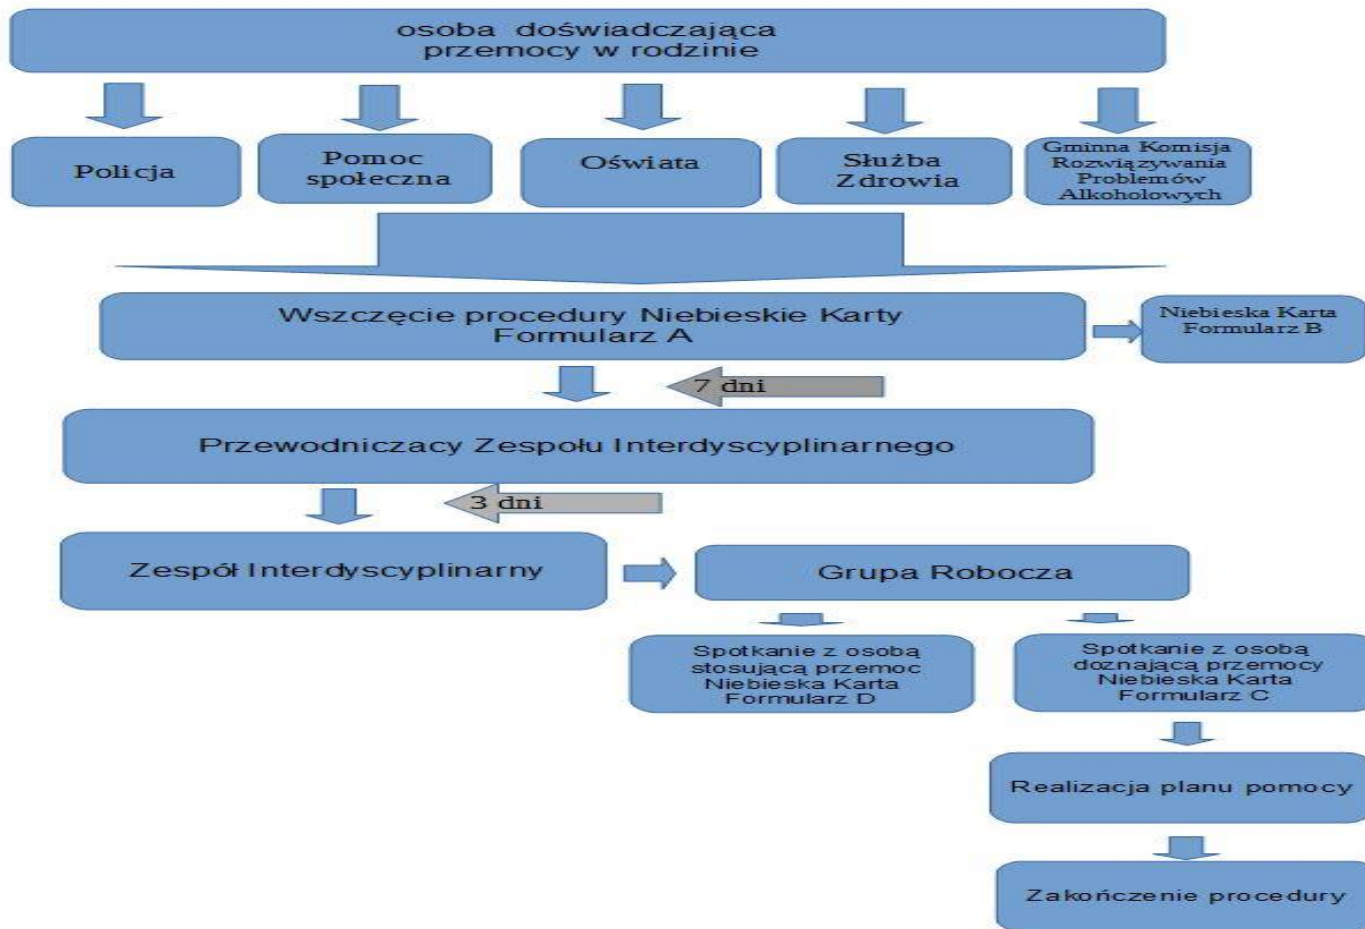 osoba doświadczająca
przemocy w rodzinie
Policja
Pomoc
społeczna
Oświata
Służba
Zdrowia
Gminna Komisja
Rozwiązywania
Problemów
Alkoholowych
Wszczęcie procedury Niebieskie Karty
Formularz A
Niebieska Karta
Formularz B
7 dni
Przewodniczacy Zespołu Interdyscyplinarnego
3 dni
Zespół Interdyscyplinarny
Grupa Robocza
Spotkanie z osobą
stosującą przemoc
Niebieska Karta
Formularz D
Spotkanie z osobą
doznającą przemocy
Niebieska Karta
Formularz C
Realizacja planu pomocy
Zakończenie procedury